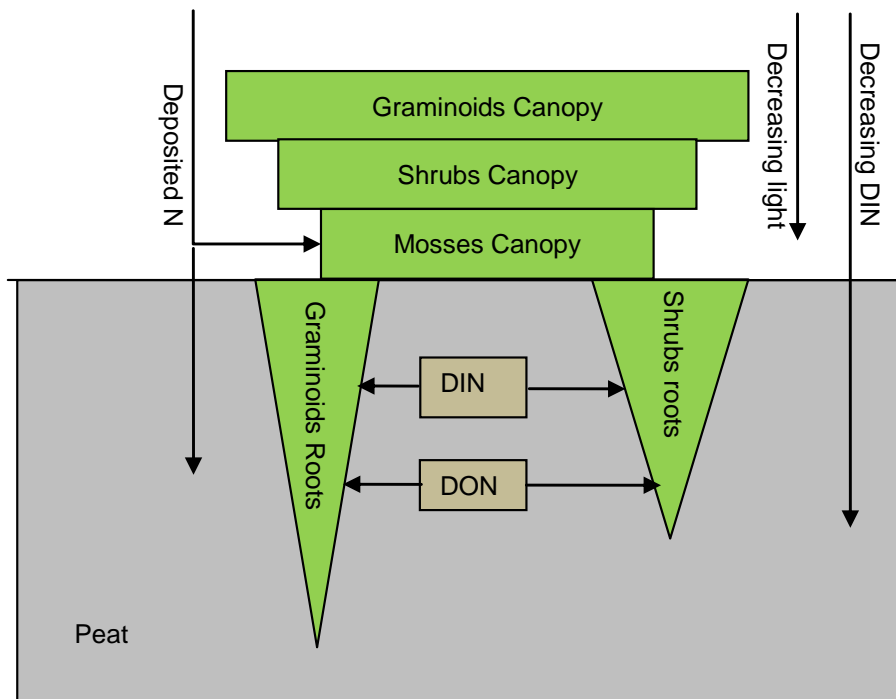 Deposited N
Graminoids Canopy
Shrubs Canopy
Mosses Canopy
Decreasing light
Decreasing DIN
Graminoids Roots
Shrubs roots
DIN
DON
Peat